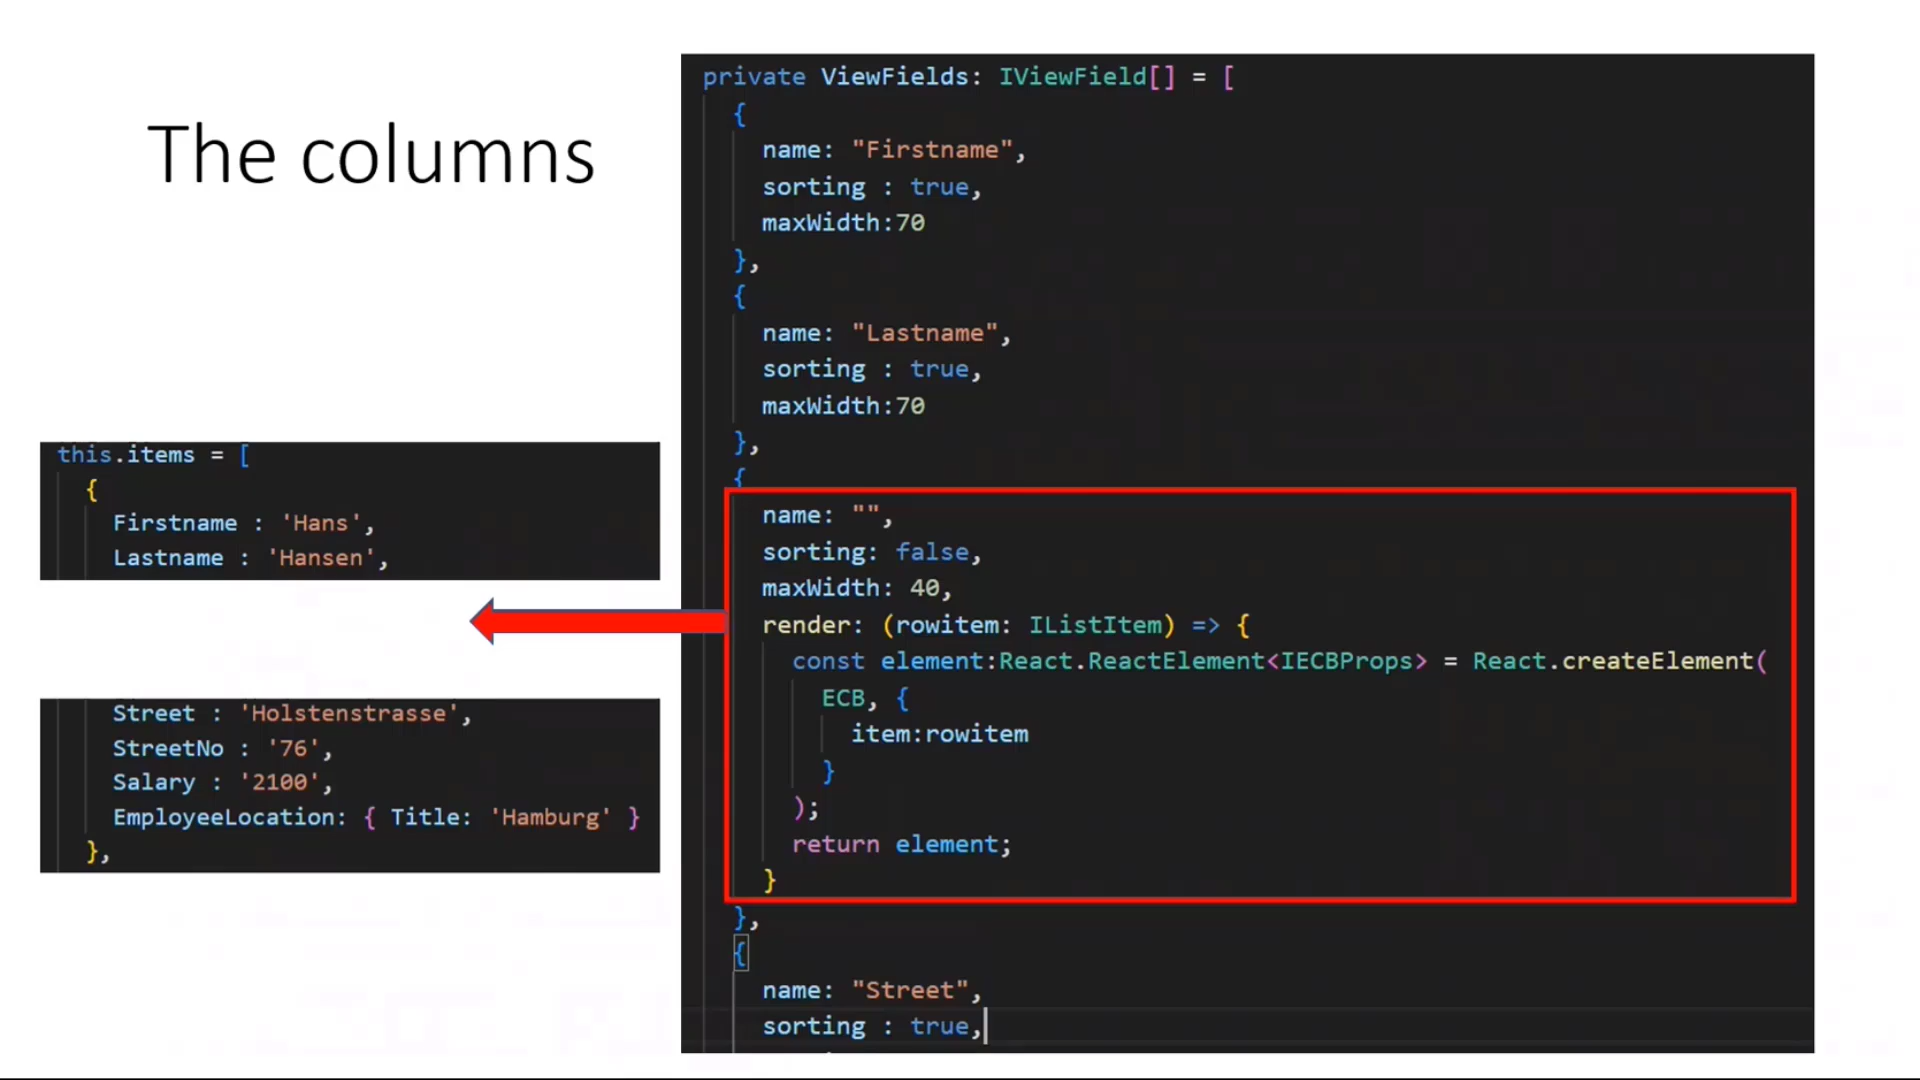 The columns
this.items = [
{
Firstname : 'Hans',
Lastname : 'Hansen',
Street : 'Holstenstrasse',
StreetNo : '76',
Salary : '2100',
EmployeeLocation: { Title: 'Hamburg' }
},
private ViewFields: IViewField[] = [
{
name: "Firstname",
sorting : true,
maxWidth:70
},
{
name: "Lastname",
sorting : true,
maxWidth:70
},
{
name: "",
sorting: false,
maxWidth: 40,
render: (rowitem: IListItem) => {
const element:React.ReactElement<IECBProps> = React.createElement(
ECB, {
item:rowitem
}
);
return element;
}
},
{
name: "Street",
sorting : true,